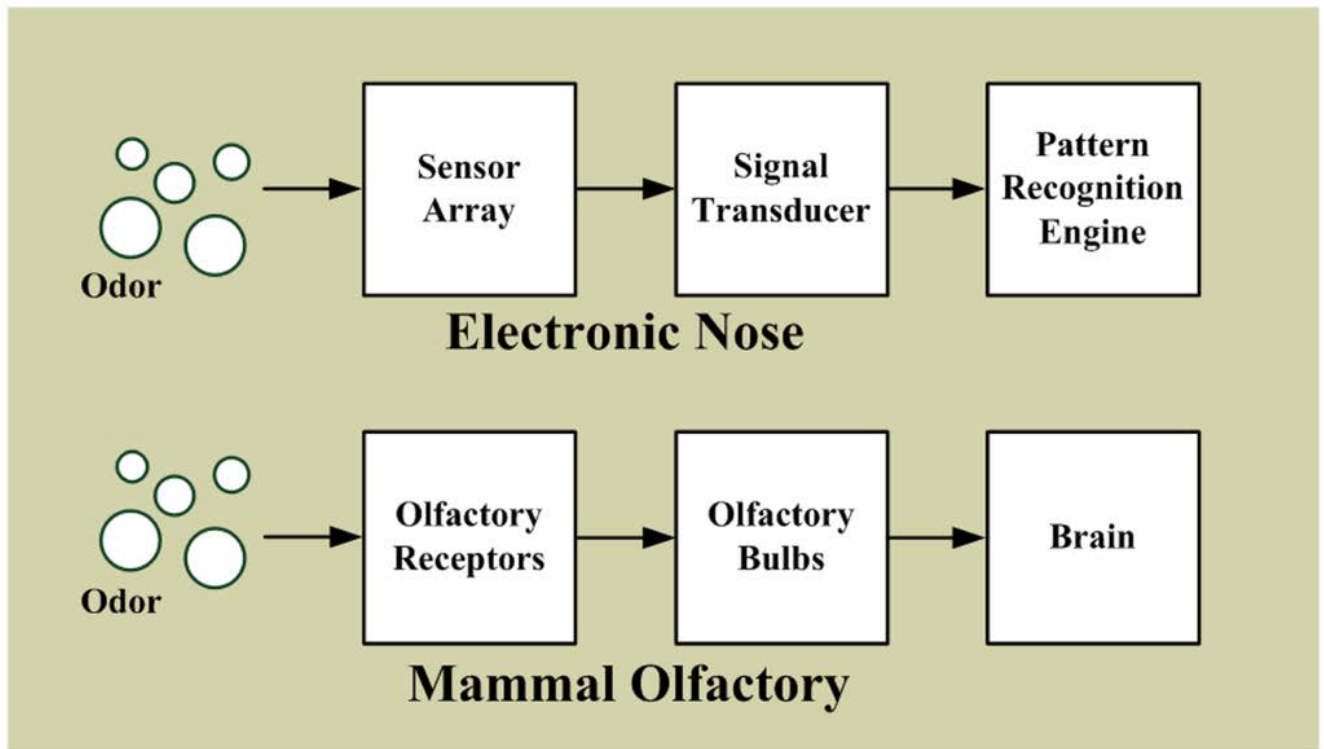 Odor
Sensor
Array
Signal
Transducer
Pattern
Recognition
Engine
Electronic Nose
Odor
Olfactory
Receptors
Olfactory
Bulbs
Brain
Mammal Olfactory